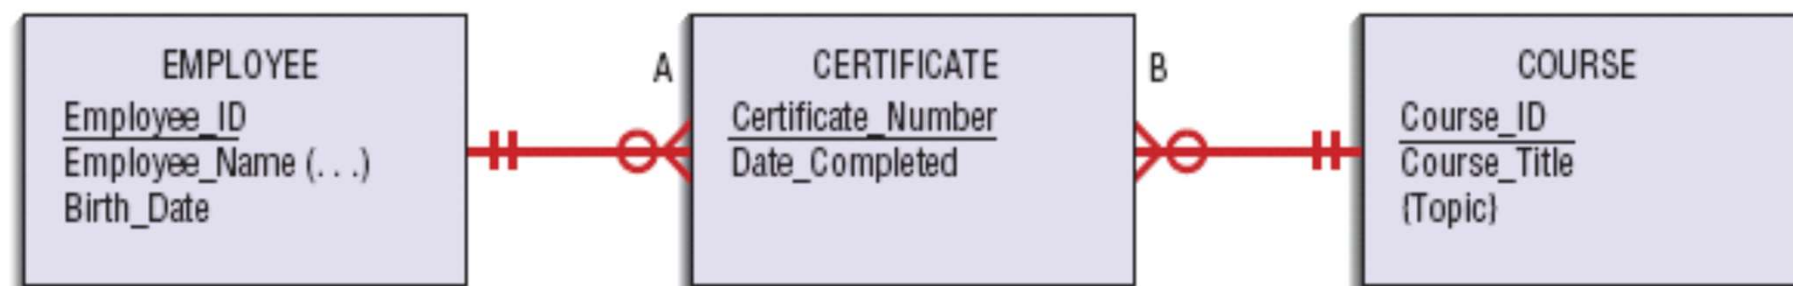 EMPLOYEE
Employee_ID
Employee_Name (. . .)
Birth_Date
A
CERTIFICATE
Certificate_Number
Date_Completed
B
COURSE
Course_ID
Course_Title
{Topic}